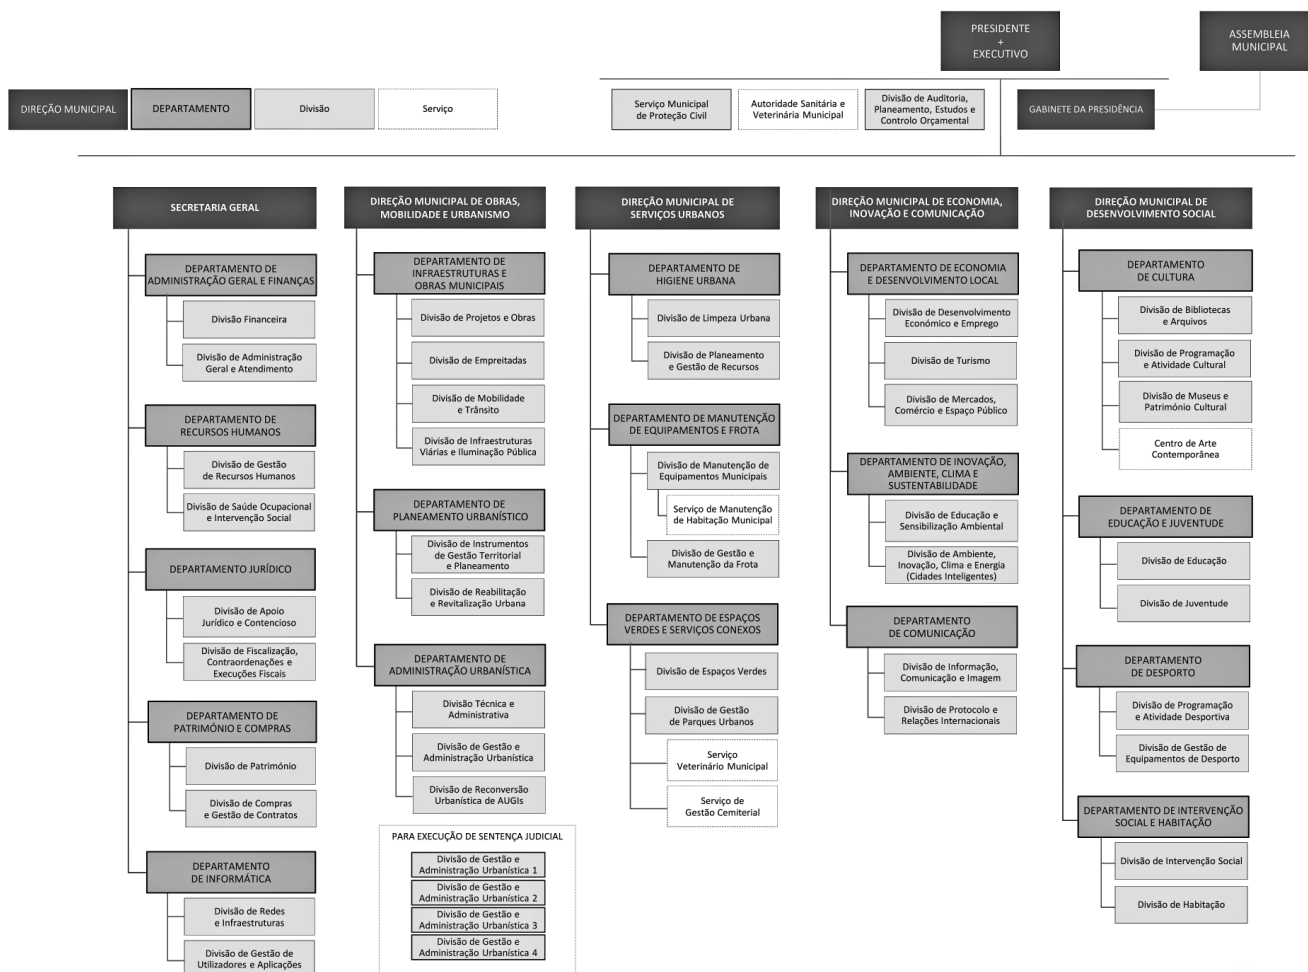 PRESIDENTE
+
EXECUTIVO
ASSEMBLEIA
MUNICIPAL
DIREÇÃO MUNICIPAL
DEPARTAMENTO
Divisão
Serviço
Serviço Municipal
de Proteção Civil
Autoridade Sanitária e
Veterinária Municipal
Divisão de Auditoria,
Planeamento, Estudos e
Controlo Orçamental
GABINETE DA PRESIDÊNCIA
SECRETARIA GERAL
DEPARTAMENTO DE
ADMINISTRAÇÃO GERAL E FINANÇAS
Divisão Financeira
Divisão de Administração
Geral e Atendimento
DEPARTAMENTO DE
RECURSOS HUMANOS
Divisão de Gestão
de Recursos Humanos
Divisão de Saúde Ocupacional
e Intervenção Social
DEPARTAMENTO JURÍDICO
Divisão de Apoio
Jurídico e Contencioso
Divisão de Fiscalização,
Contraordenações e
Execuções Fiscais
DEPARTAMENTO DE
PATRIMÓNIO E COMPRAS
Divisão de Património
Divisão de Compras
e Gestão de Contratos
DEPARTAMENTO
DE INFORMÁTICA
Divisão de Redes
e Infraestruturas
Divisão de Gestão de
Utilizadores e Aplicações
DIREÇÃO MUNICIPAL DE OBRAS,
MOBILIDADE E URBANISMO
DEPARTAMENTO DE
INFRAESTRUTURAS E
OBRAS MUNICIPAIS
Divisão de Projetos e Obras
Divisão de Empreitadas
Divisão de Mobilidade
e Trânsito
Divisão de Infraestruturas
Viárias e Iluminação Pública
DEPARTAMENTO DE
PLANEAMENTO URBANÍSTICO
Divisão de Instrumentos
de Gestão Territorial
e Planeamento
Divisão de Reabilitação
e Revitalização Urbana
DEPARTAMENTO DE
ADMINISTRAÇÃO URBANÍSTICA
Divisão Técnica e
Administrativa
Divisão de Gestão e
Administração Urbanística
Divisão de Reconversão
Urbanística de AUGIs
PARA EXECUÇÃO DE SENTENÇA JUDICIAL
Divisão de Gestão e
Administração Urbanística 1
Divisão de Gestão e
Administração Urbanística 2
Divisão de Gestão e
Administração Urbanística 3
Divisão de Gestão e
Administração Urbanística 4
DIREÇÃO MUNICIPAL DE
SERVIÇOS URBANOS
DEPARTAMENTO DE
HIGIENE URBANA
Divisão de Limpeza Urbana
Divisão de Planeamento
e Gestão de Recursos
DEPARTAMENTO DE MANUTENÇÃO
DE EQUIPAMENTOS E FROTA
Divisão de Manutenção de
Equipamentos Municipais
Serviço de Manutenção
de Habitação Municipal
Divisão de Gestão e
Manutenção da Frota
DEPARTAMENTO DE ESPAÇOS
VERDES E SERVIÇOS CONEXOS
Divisão de Espaços Verdes
Divisão de Gestão
de Parques Urbanos
Serviço
Veterinário Municipal
Serviço de
Gestão Cemiterial
DIREÇÃO MUNICIPAL DE ECONOMIA,
INOVAÇÃO E COMUNICAÇÃO
DEPARTAMENTO DE ECONOMIA
E DESENVOLVIMENTO LOCAL
Divisão de Desenvolvimento
Económico e Emprego
Divisão de Turismo
Divisão de Mercados,
Comércio e Espaço Público
DEPARTAMENTO DE INOVAÇÃO,
AMBIENTE, CLIMA E
SUSTENTABILIDADE
Divisão de Educação e
Sensibilização Ambiental
Divisão de Ambiente,
Inovação, Clima e Energia
(Cidades Inteligentes)
DEPARTAMENTO
DE COMUNICAÇÃO
Divisão de Informação,
Comunicação e Imagem
Divisão de Protocolo e
Relações Internacionais
DIREÇÃO MUNICIPAL DE
DESENVOLVIMENTO SOCIAL
DEPARTAMENTO
DE CULTURA
Divisão de Bibliotecas
e Arquivos
Divisão de Programação
e Atividade Cultural
Divisão de Museus e
Património Cultural
Centro de Arte
Contemporânea
DEPARTAMENTO DE
EDUCAÇÃO E JUVENTUDE
Divisão de Educação
Divisão de Juventude
DEPARTAMENTO
DE DESPORTO
Divisão de Programação
e Atividade Desportiva
Divisão de Gestão de
Equipamentos de Desporto
DEPARTAMENTO DE INTERVENÇÃO
SOCIAL E HABITAÇÃO
Divisão de Intervenção Social
Divisão de Habitação